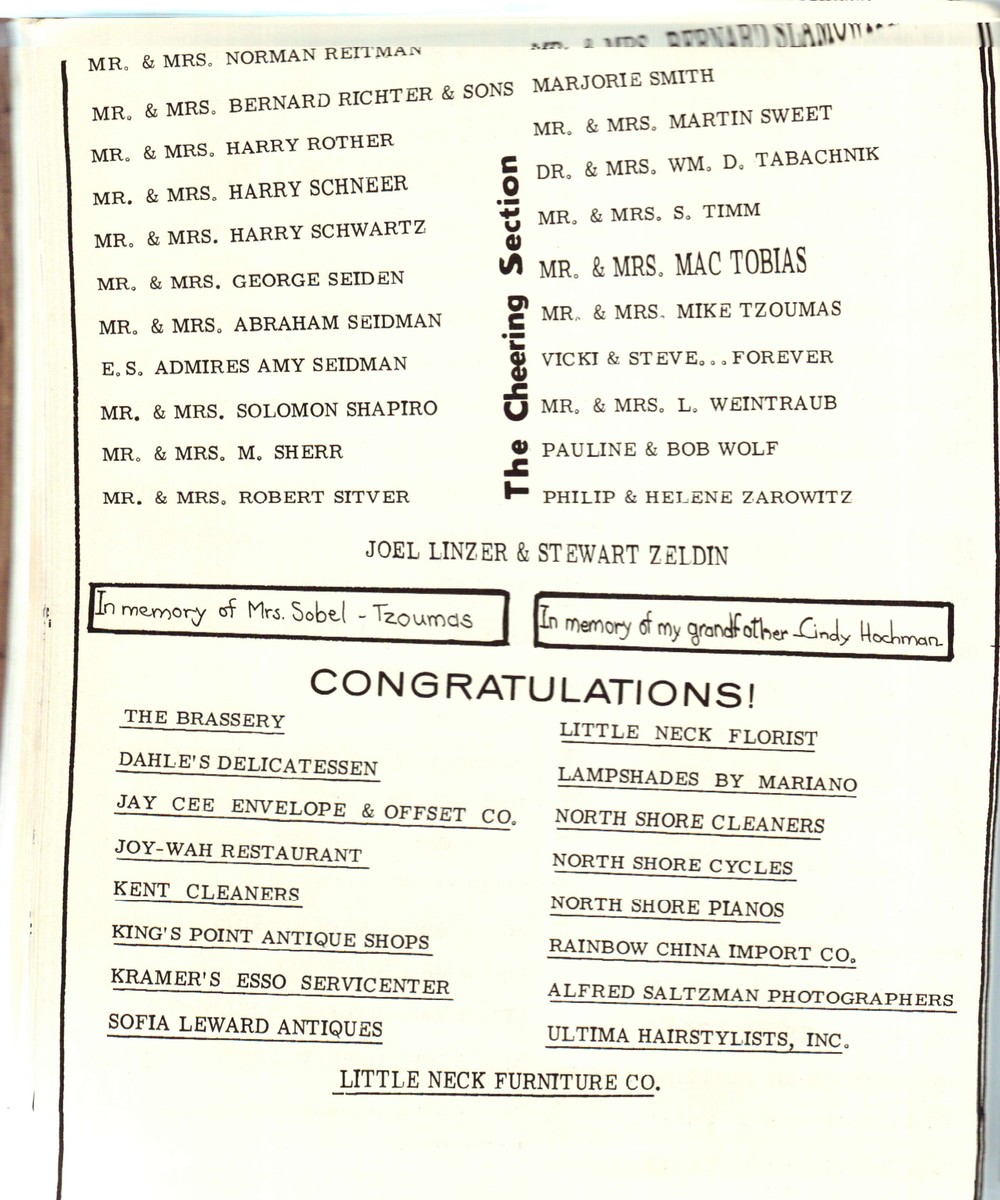 MR. & MRS. NORMAN REITMAN
MR. & MRS. BERNARD RICHTER & SONS
MR. & MRS. HARRY ROTHER
MR. & MRS. HARRY SCHNEER
MR. & MRS. HARRY SCHWARTZ
MR. & MRS. GEORGE SEIDEN
MR. & MRS. ABRAHAM SEIDMAN
E.S. ADMIRES AMY SEIDMAN
MR. & MRS. SOLOMON SHAPIRO
MR. & MRS. M. SHERR
MR. & MRS. ROBERT SITVER
The Cheering Section
MR. & MRS. BERNARD
MARJORIE SMITH
MR. & MRS. MARTIN SWEET
DR. & MRS. WM. D. TABACHNIK
MR. & MRS. S. TIMM
MR. & MRS. MAC TOBIAS
MR. & MRS. MIKE TZOUMAS
VICKI & STEVE...FOREVER
MR. & MRS. L. WEINTRAUB
PAULINE & BOB WOLF
PHILIP & HELENE ZAROWITZ
JOEL LINZER & STEWART ZELDIN
In memory of Mrs. Sobel - Tzoumas
In memory of my grandfather - Cindy Hochman
CONGRATULATIONS!
THE BRASSERY
DAHLE'S DELICATESSEN
JAY CEE ENVELOPE & OFFSET CO.
JOY-WAH RESTAURANT
KENT CLEANERS
KING'S POINT ANTIQUE SHOPS
KRAMER'S ESSO SERVICENTER
SOFIA LEWARD ANTIQUES
LITTLE NECK FLORIST
LAMPSHADES BY MARIANO
NORTH SHORE CLEANERS
NORTH SHORE CYCLES
NORTH SHORE PIANOS
RAINBOW CHINA IMPORT CO.
ALFRED SALTZMAN PHOTOGRAPHERS
ULTIMA HAIRSTYLISTS, INC.
LITTLE NECK FURNITURE CO.